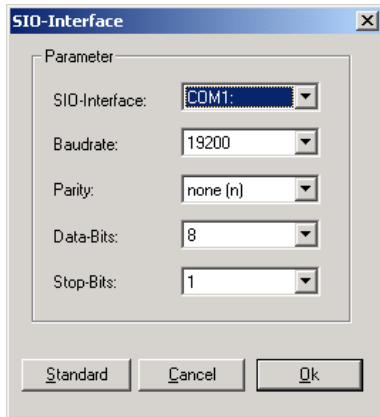 SIO-Interface
Parameter
SIO-Interface: COM1:
Baudrate: 19200
Parity: none (n)
Data-Bits: 8
Stop-Bits: 1
Standard Cancel Ok